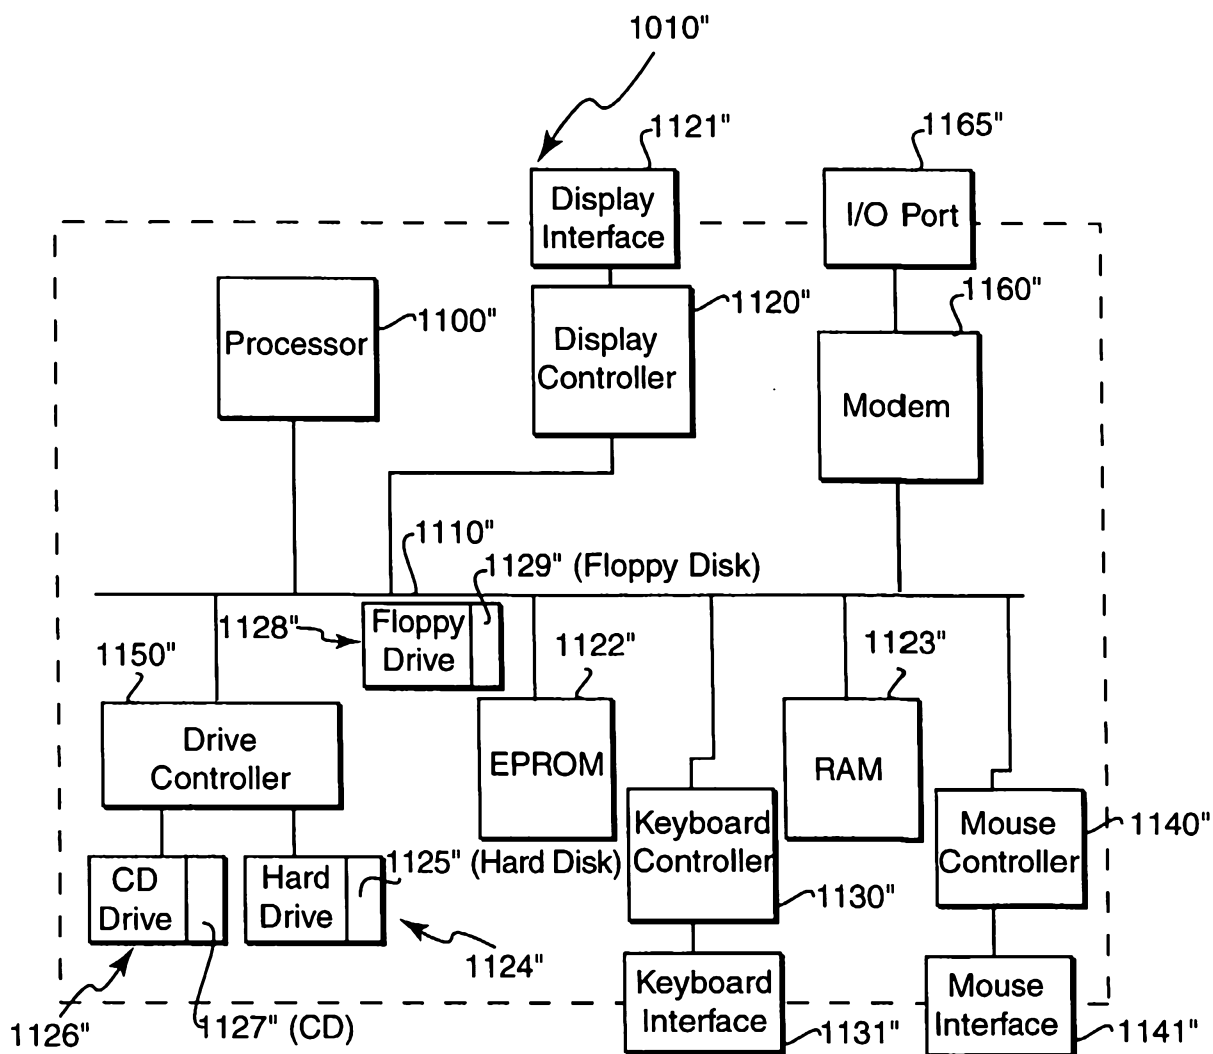 1010"
1121"
1165"
Display
Interface
I/O Port
1160"
1120"
1100"
Processor
Display
Controller
Modem
1110"
1129" (Floppy Disk)
1128"
Floppy
Drive
1150"
1122"
1123"
Drive
Controller
EPROM
RAM
Keyboard
Controller
Mouse
Controller
1140"
1125" (Hard Disk)
CD
Drive
Hard
Drive
1130"
1124"
Keyboard
Interface
Mouse
Interface
1126"
1127" (CD)
1131"
1141"